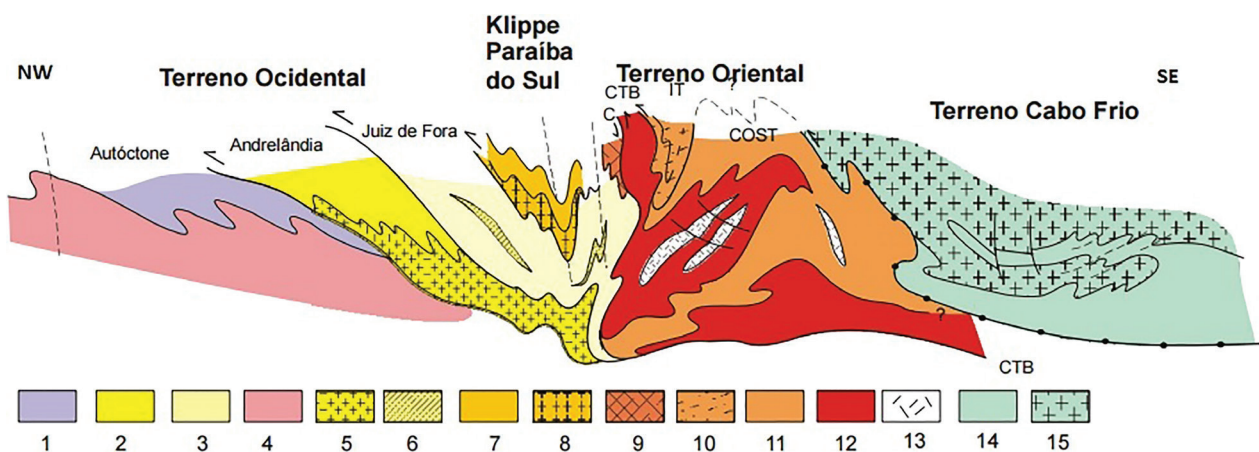 NW
Terreno Ocidental
Klippe
Paraíba
do Sul
Terreno Oriental
SE
Terreno Cabo Frio
Autóctone
Andrelândia
Juiz de Fora
C
CTB
IT
?
COST
?
CTB
1 2 3 4 5 6 7 8 9 10 11 12 13 14 15